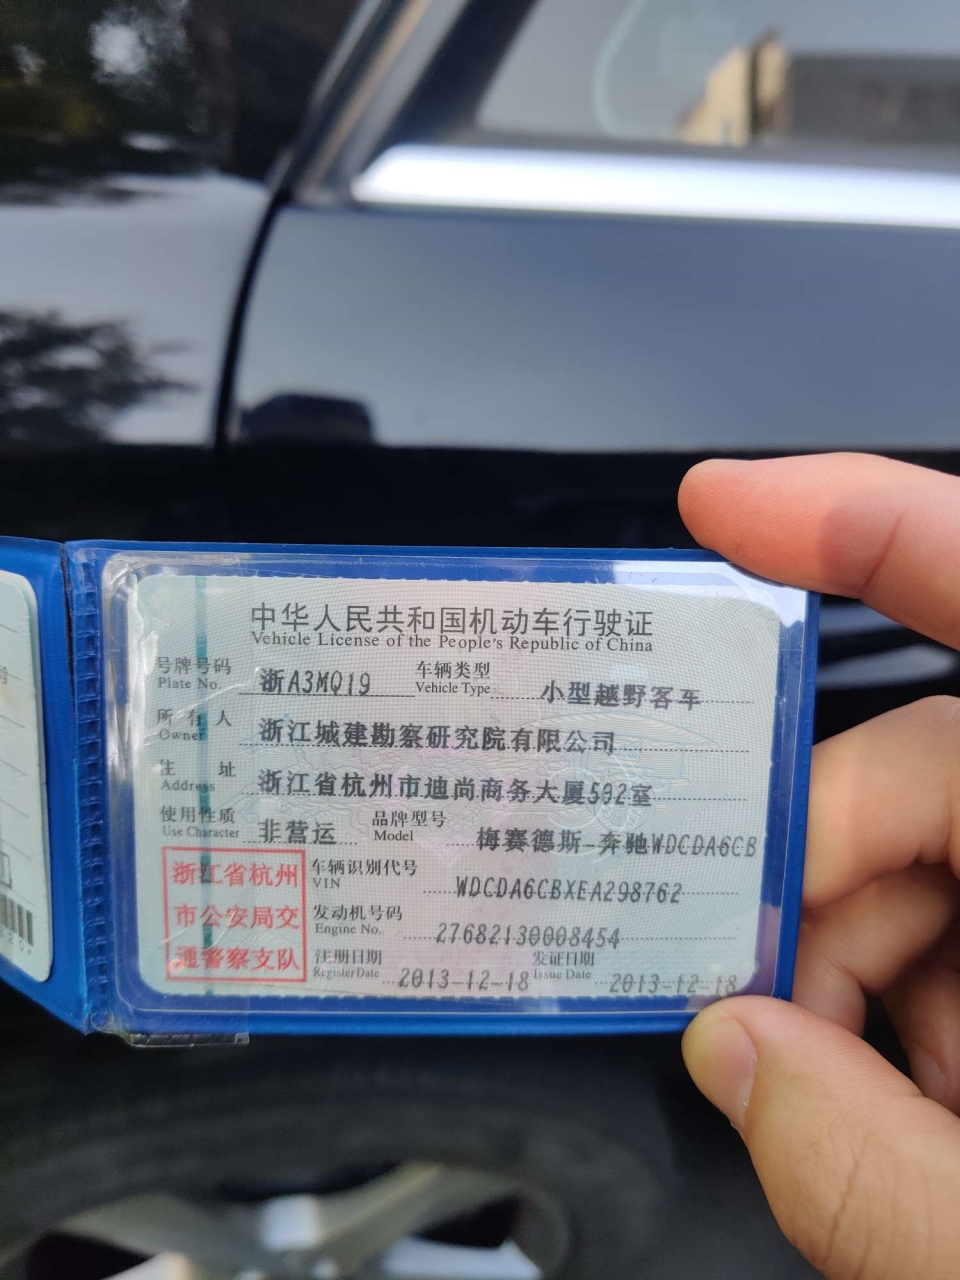 中华人民共和国机动车行驶证
Vehicle License of the People's Republic of China
号牌号码 浙A3MQ19 车辆类型 小型越野客车
Plate No. Vehicle Type
所有人 浙江城建勘察研究院有限公司
Owner
住址 浙江省杭州市迪尚商务大厦502室
Address
使用性质 非营运 品牌型号 梅赛德斯-奔驰WDCDA6CB
Use Character Model
浙江省杭州
市公安局交
通警察支队
车辆识别代号 WDCDA6CBXEA298762
VIN
发动机号码 27682130008454
Engine No.
注册日期 2013-12-18 发证日期 2013-12-18
Register Date Issue Date